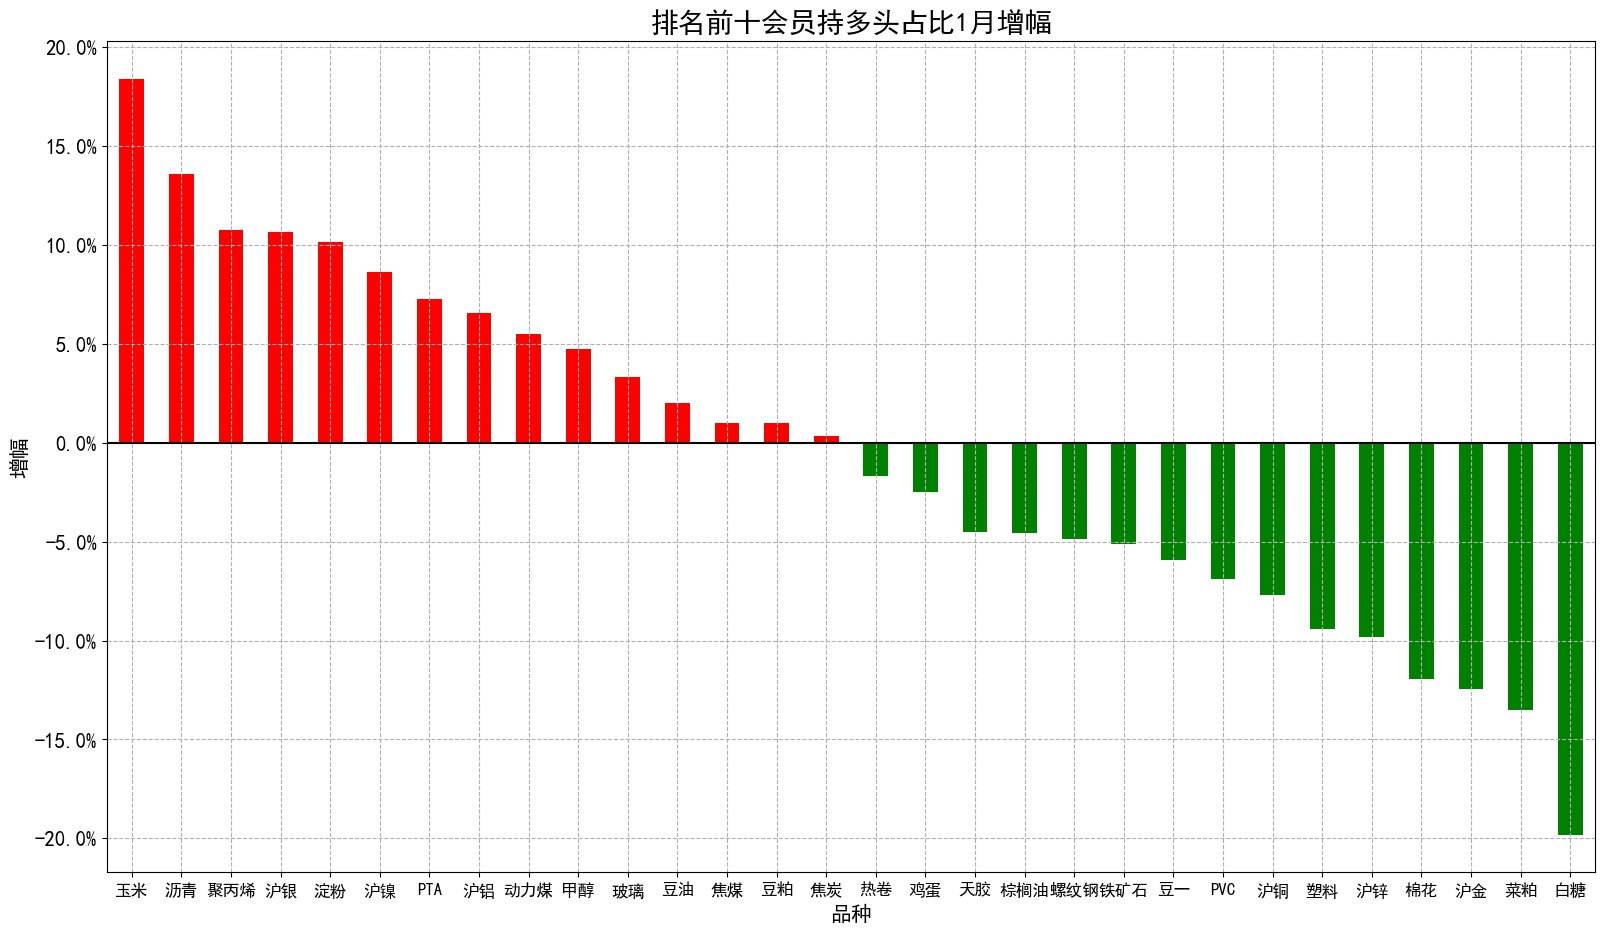 排名前十会员持多头占比1月增幅
20.0%
15.0%
10.0%
5.0%
0.0%
−5.0%
−10.0%
−15.0%
−20.0%
增幅
玉米 沥青 聚丙烯 沪银 淀粉 沪镍 PTA 沪铝 动力煤 甲醇 玻璃 豆油 焦煤 豆粕 焦炭 热卷 鸡蛋 天胶 棕榈油 螺纹钢 铁矿石 豆一 PVC 沪铜 塑料 沪锌 棉花 沪金 菜粕 白糖
品种